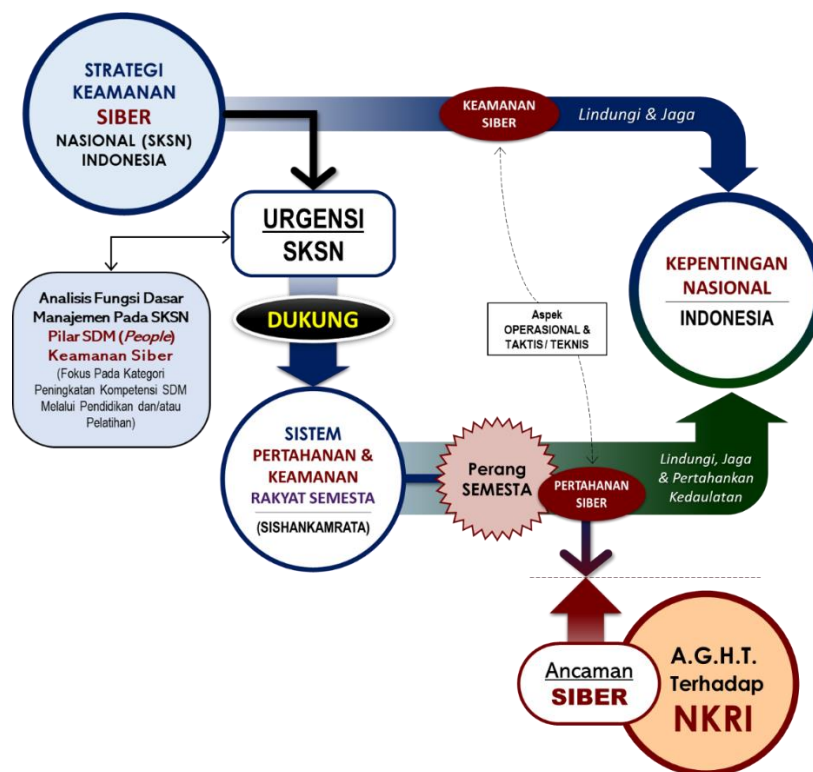 STRATEGI
KEAMANAN
SIBER
NASIONAL (SKSN)
INDONESIA
KEAMANAN
SIBER
Lindungi & Jaga
URGENSI
SKSN
KEPENTINGAN
NASIONAL
INDONESIA
Analisis Fungsi Dasar
Manajemen Pada SKSN
Pilar SDM (People)
Keamanan Siber
(Fokus Pada Kategori
Peningkatan Kompetensi SDM
Melalui Pendidikan dan/atau
Pelatihan)
DUKUNG
Aspek
OPERASIONAL &
TAKTIS/ TEKNIS
SISTEM
PERTAHANAN &
KEAMANAN
RAKYAT SEMESTA
(SISHANKAMRATA)
Perang
SEMESTA
PERTAHANAN
SIBER
Lindungi, Jaga
& Pertahankan
Kedaulatan
Ancaman
SIBER
A.G.H.T.
Terhadap
NKRI